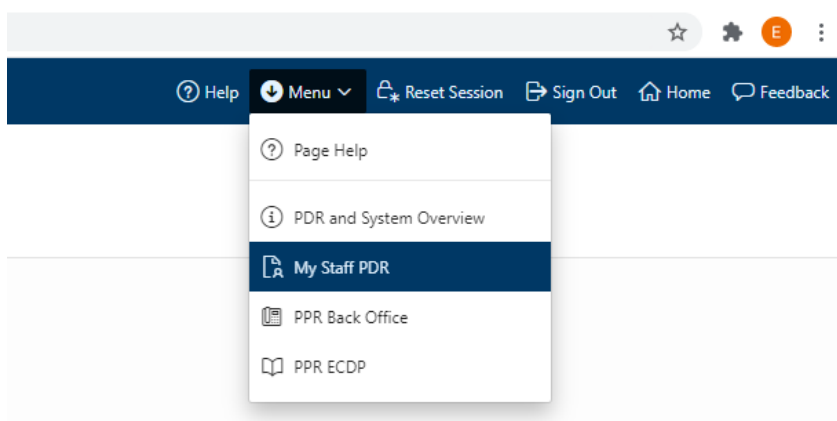 E
Help Menu Reset Session Sign Out Home Feedback
Page Help
PDR and System Overview
My Staff PDR
PPR Back Office
PPR ECDP